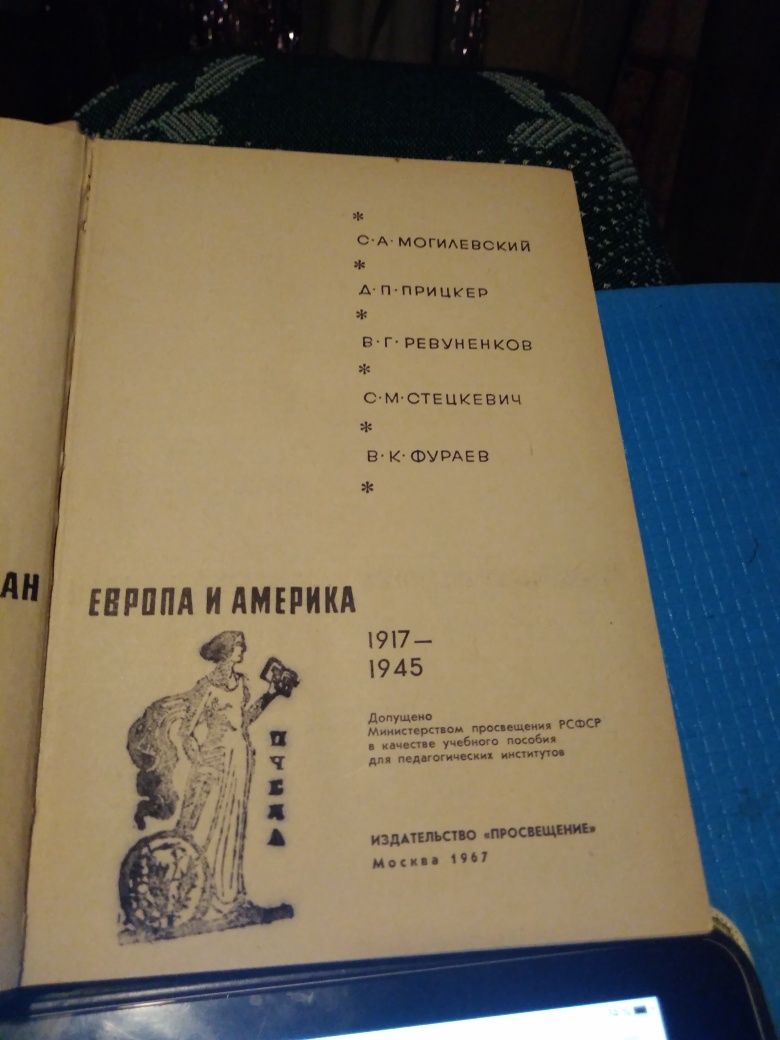 *
С·А·МОГИЛЕВСКИЙ
*
Д·П·ПРИЦКЕР
*
В·Г·РЕВУНЕНКОВ
*
С·М·СТЕЦКЕВИЧ
*
В·К·ФУРАЕВ
*
АН
ЕВРОПА И АМЕРИКА
1917—
1945
Допущено
Министерством просвещения РСФСР
в качестве учебного пособия
для педагогических институтов
ПЧЕЛА
ИЗДАТЕЛЬСТВО «ПРОСВЕЩЕНИЕ»
Москва 1967